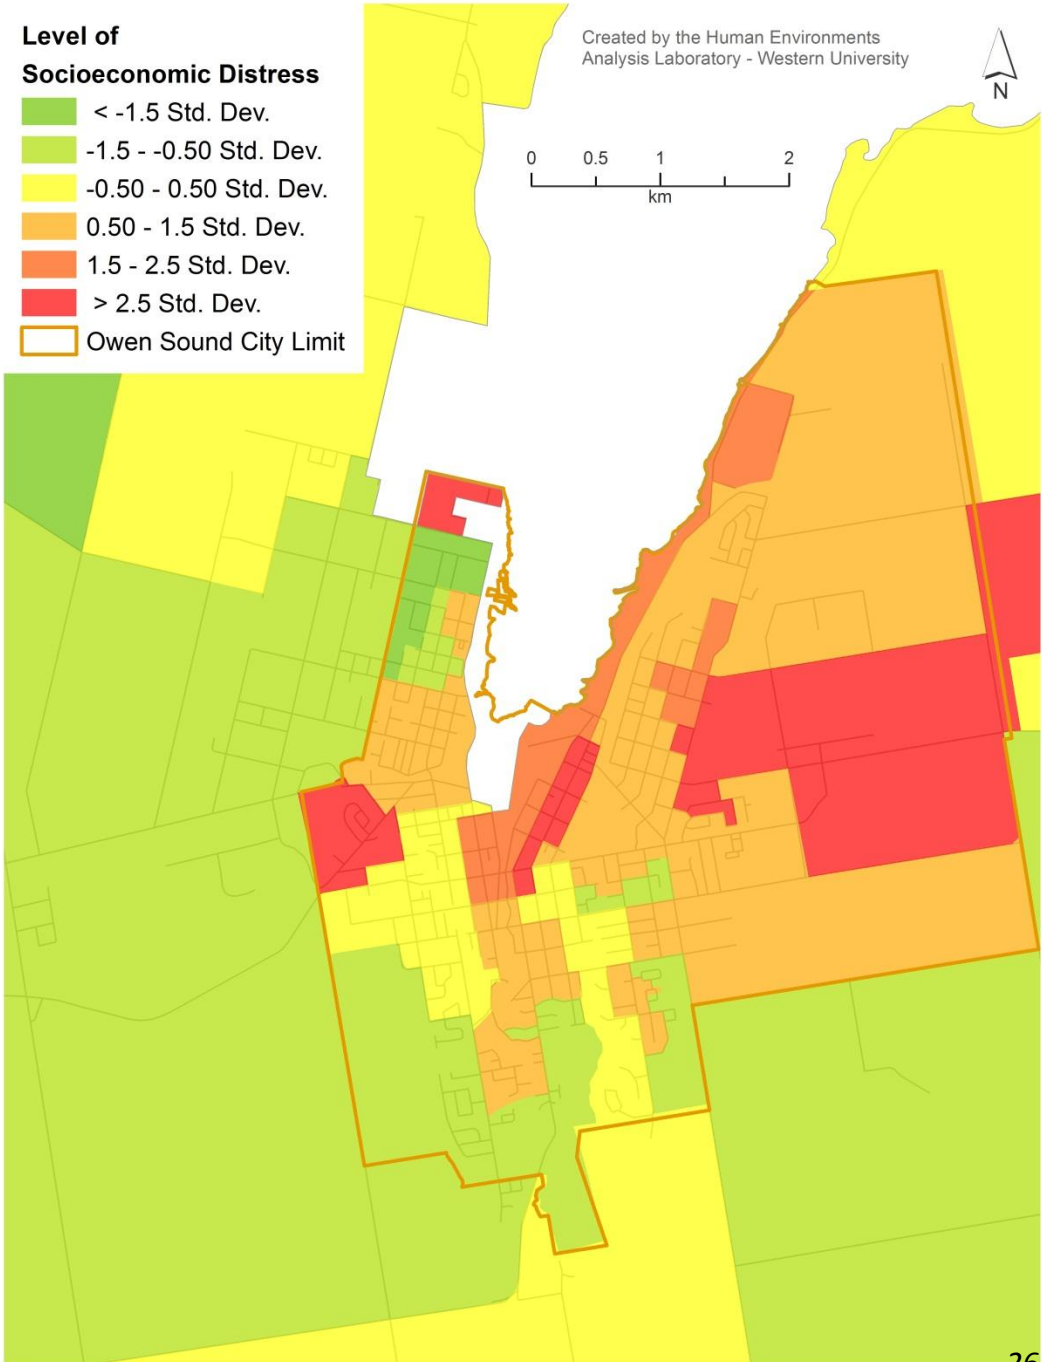 Level of
Socioeconomic Distress
< -1.5 Std. Dev.
-1.5 - -0.50 Std. Dev.
-0.50 - 0.50 Std. Dev.
0.50 - 1.5 Std. Dev.
1.5 - 2.5 Std. Dev.
> 2.5 Std. Dev.
Owen Sound City Limit
Created by the Human Environments
Analysis Laboratory - Western University
N
0 0.5 1 2
km
26